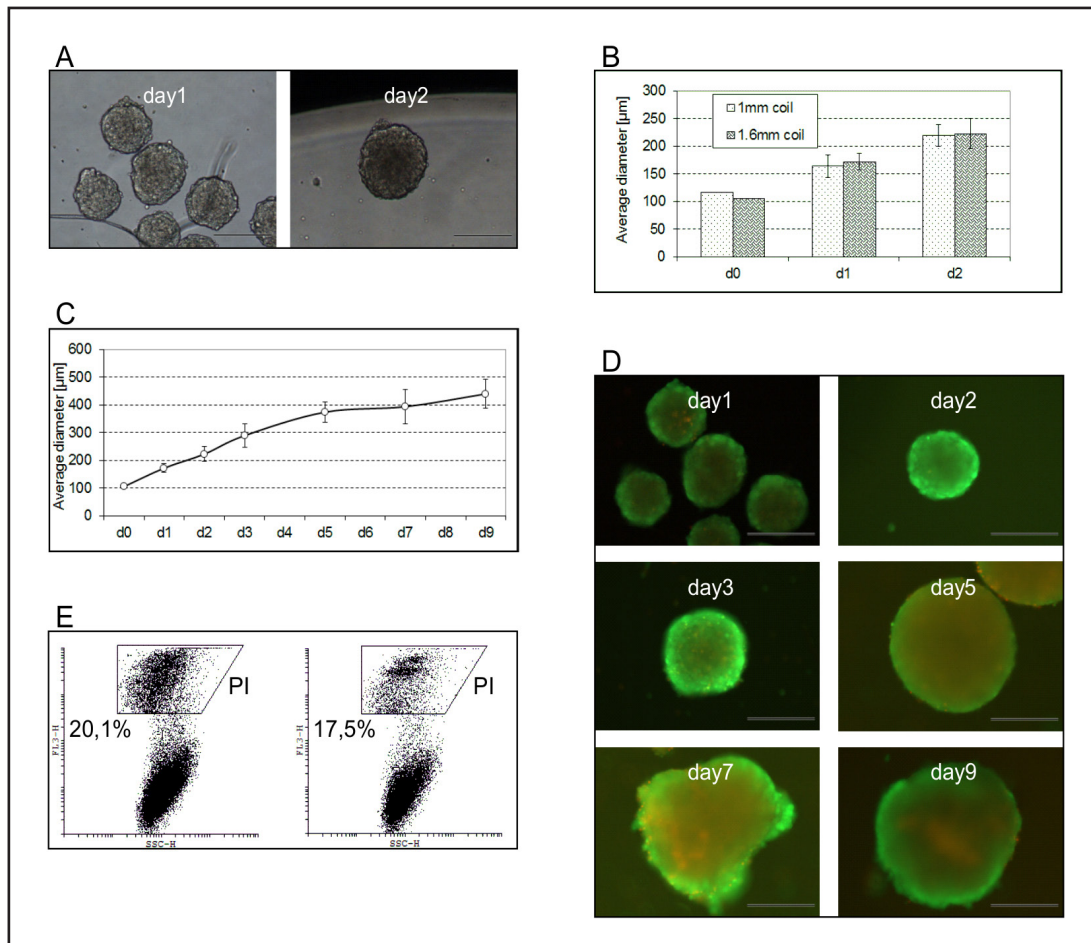 A
day1
day2
B
300
250
200
150
100
50
0
Average diameter [µm]
1mm coil
1.6mm coil
d0 d1 d2
C
600
500
400
300
200
100
0
Average diameter [µm]
d0 d1 d2 d3 d4 d5 d6 d7 d8 d9
D
day1
day2
day3
day5
day7
day9
E
PI
20,1%
FL3-H
SSC-H
PI
17,5%
FL3-H
SSC-H